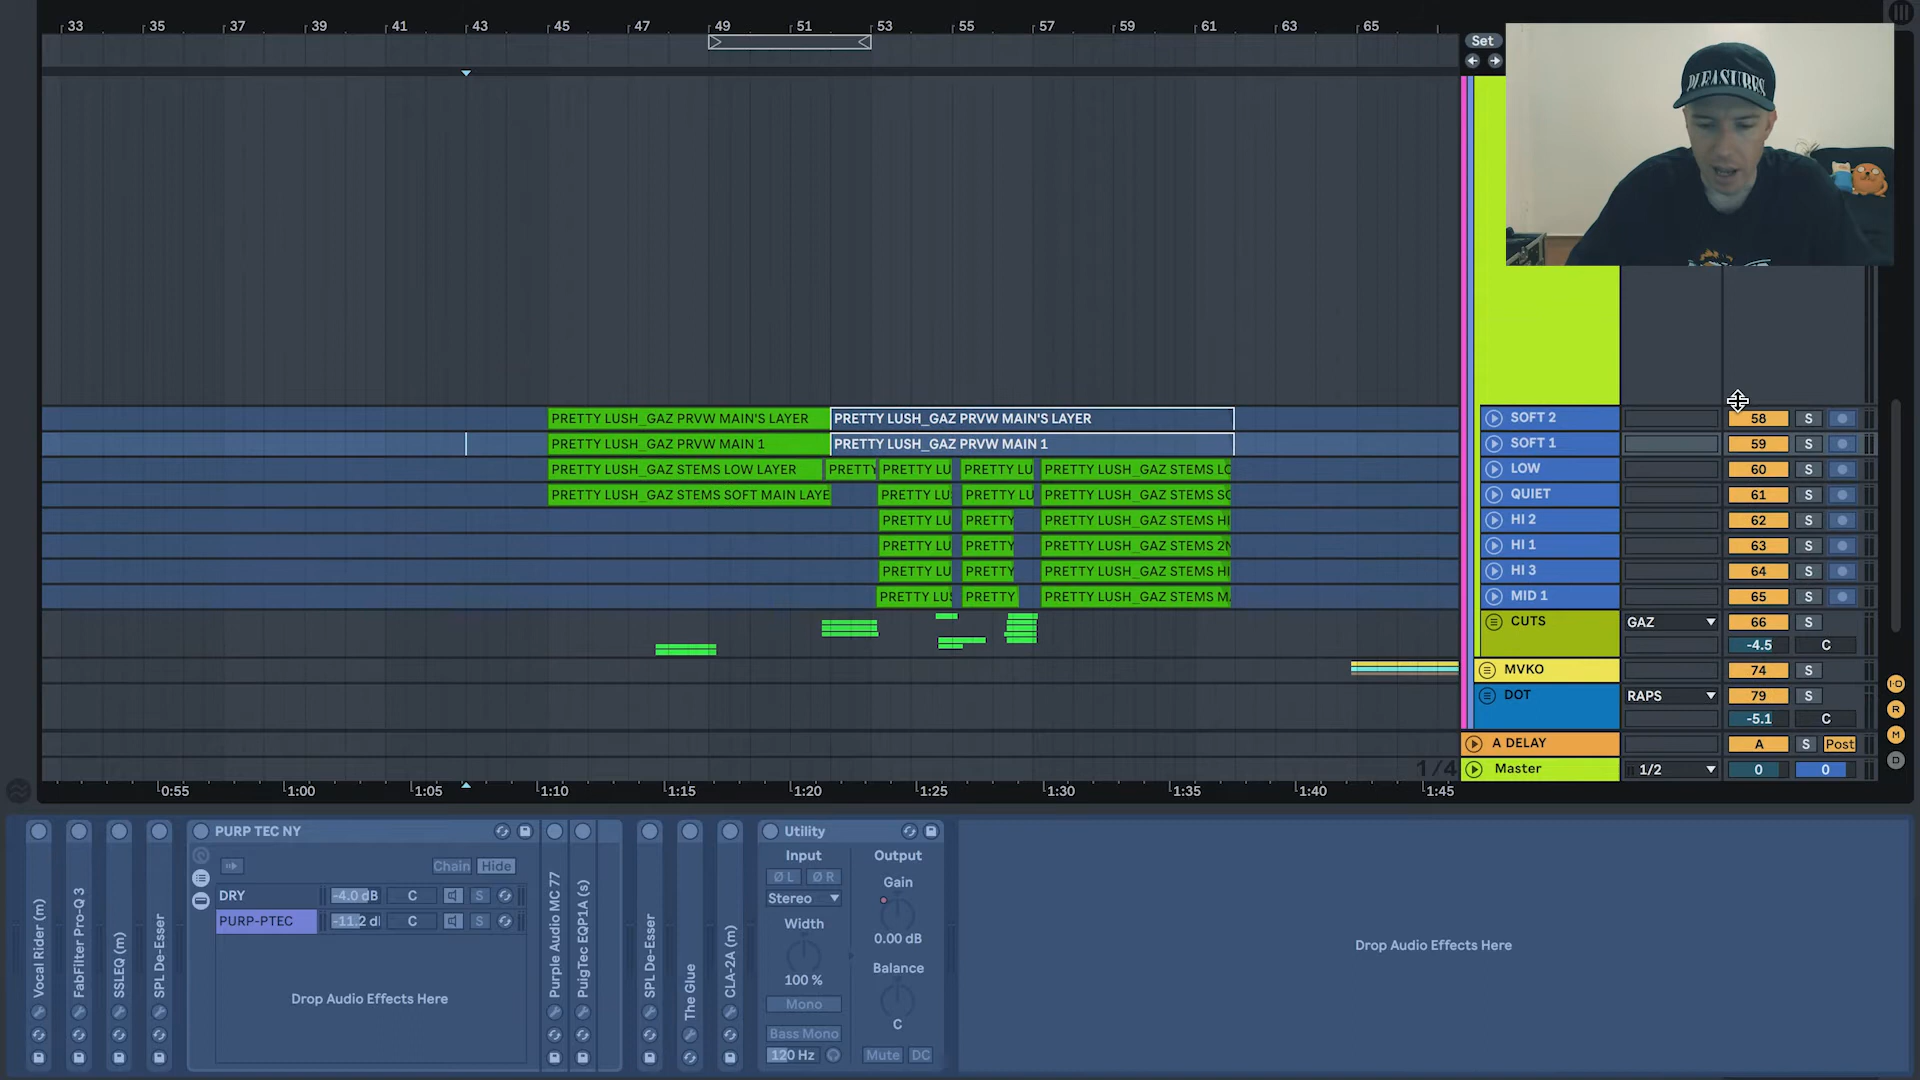 33 35 37 39 41 43 45 47 49 51 53 55 57 59 61 63 65
Set
PLEASURES
PRETTY LUSH_GAZ PRVW MAIN'S LAYER PRETTY LUSH_GAZ PRVW MAIN'S LAYER SOFT 2 58 S
PRETTY LUSH_GAZ PRVW MAIN 1 PRETTY LUSH_GAZ PRVW MAIN 1 SOFT 1 59 S
PRETTY LUSH_GAZ STEMS LOW LAYER PRETTY PRETTY LU PRETTY LU PRETTY LUSH_GAZ STEMS LO LOW 60 S
PRETTY LUSH_GAZ STEMS SOFT MAIN LAYE PRETTY LU PRETTY LU PRETTY LUSH_GAZ STEMS SO QUIET 61 S
PRETTY LU PRETTY PRETTY LUSH_GAZ STEMS HI HI 2 62 S
PRETTY LU PRETTY PRETTY LUSH_GAZ STEMS 2N HI 1 63 S
PRETTY LU PRETTY PRETTY LUSH_GAZ STEMS HI HI 3 64 S
PRETTY LUS PRETTY PRETTY LUSH_GAZ STEMS MA MID 1 65 S
CUTS GAZ 66 S
-4.5 C
MVKO 74 S
DOT RAPS 79 S
-5.1 C
A DELAY A S Post
1/4 Master 1/2 0 0
I·O
R
M
D
0:55 1:00 1:05 1:10 1:15 1:20 1:25 1:30 1:35 1:40 1:45
Vocal Rider (m)
FabFilter Pro-Q 3
SSLEQ (m)
SPL De-Esser
PURP TEC NY
Chain Hide
DRY -4.0 dB C S
PURP-PTEC -11.2 d C S
Drop Audio Effects Here
Purple Audio MC 77
PuigTec EQP1A (s)
SPL De-Esser
The Glue
CLA-2A (m)
Utility
Input Output
Ø L Ø R Gain
Stereo
Width 0.00 dB
100 % Balance
Mono
Bass Mono C
120 Hz Mute DC
Drop Audio Effects Here